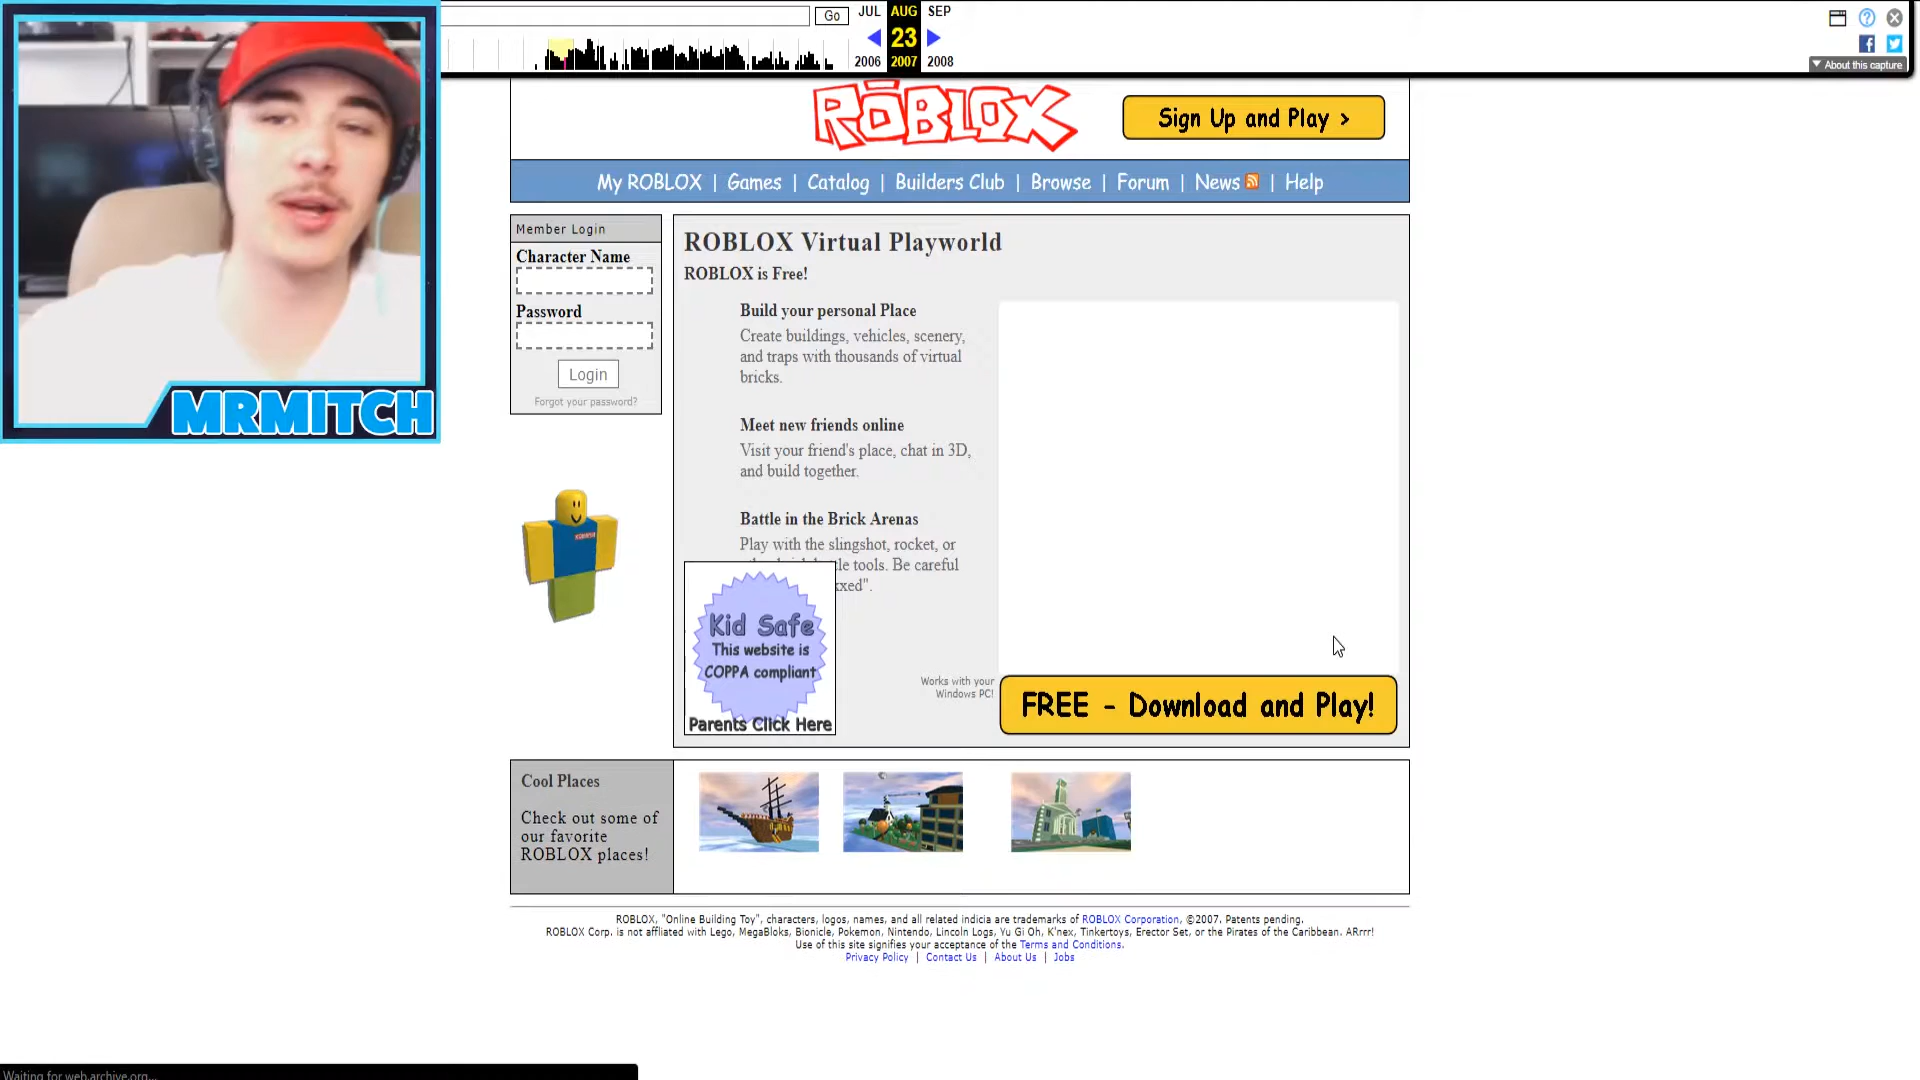 Go
JUL AUG SEP
23
2006 2007 2008
About this capture
MRMITCH
ROBLOX
Sign Up and Play >
My ROBLOX | Games | Catalog | Builders Club | Browse | Forum | News | Help
Member Login
Character Name
Password
Login
Forgot your password?
ROBLOX Virtual Playworld
ROBLOX is Free!
Build your personal Place
Create buildings, vehicles, scenery,
and traps with thousands of virtual
bricks.
Meet new friends online
Visit your friend's place, chat in 3D,
and build together.
Battle in the Brick Arenas
Play with the slingshot, rocket, or
tools. Be careful
Kid Safe
This website is
COPPA compliant
Parents Click Here
Works with your
Windows PC!
FREE - Download and Play!
Cool Places
Check out some of
our favorite
ROBLOX places!
ROBLOX, "Online Building Toy", characters, logos, names, and all related indicia are trademarks of ROBLOX Corporation, ©2007. Patents pending.
ROBLOX Corp. is not affliated with Lego, MegaBloks, Bionicle, Pokemon, Nintendo, Lincoln Logs, Yu Gi Oh, K'nex, Tinkertoys, Erector Set, or the Pirates of the Caribbean. ARrrr!
Use of this site signifies your acceptance of the Terms and Conditions.
Privacy Policy | Contact Us | About Us | Jobs
Waiting for web.archive.org...